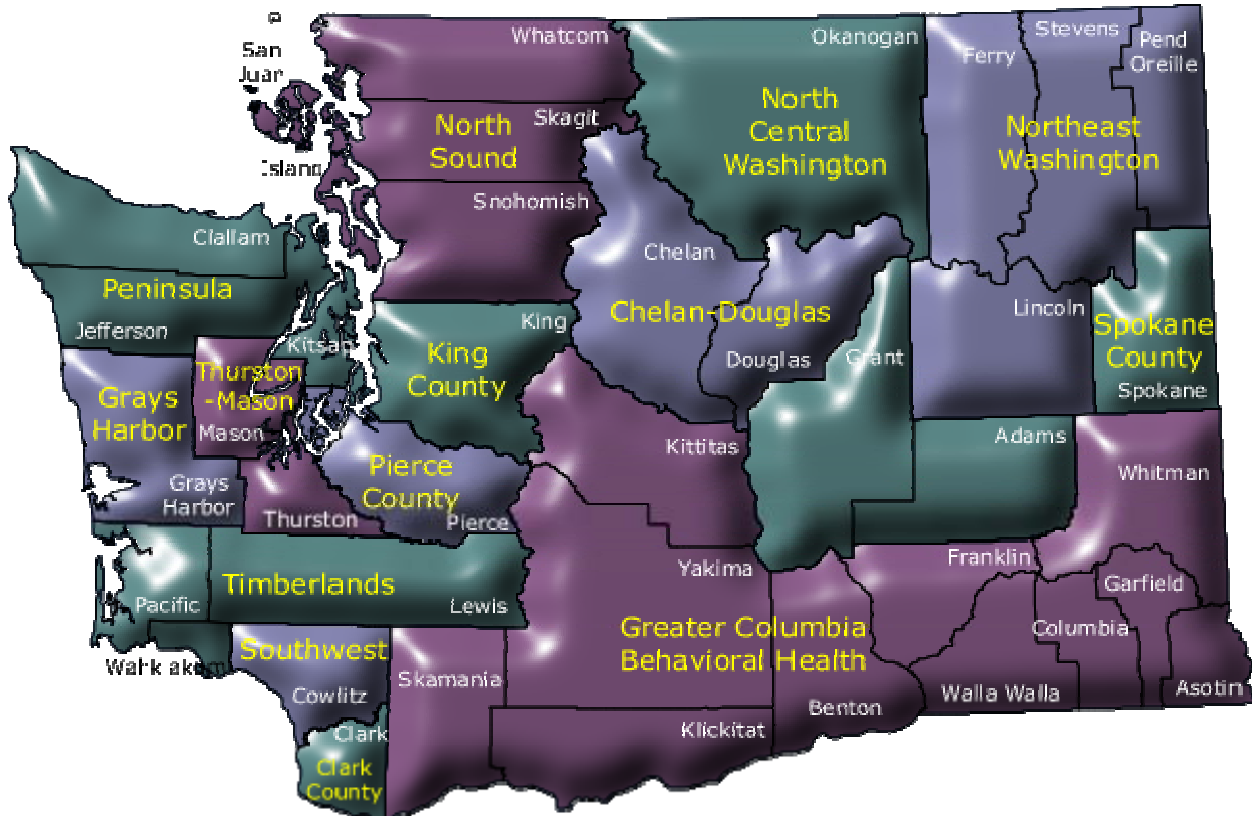 Whatcom
Okanogan
Stevens
Pend
Oreille
Ferry
San
Juan
North
Sound
Skagit
North
Central
Washington
Northeast
Washington
Island
Snohomish
Clallam
Chelan
Peninsula
Jefferson
Kitsap
King
King
County
Chelan-Douglas
Douglas
Grant
Lincoln
Spokane
County
Spokane
Thurston
-Mason
Mason
Grays
Harbor
Grays
Harbor
Kittitas
Adams
Whitman
Pierce
County
Pierce
Thurston
Yakima
Franklin
Garfield
Timberlands
Pacific
Lewis
Greater Columbia
Behavioral Health
Columbia
Southwest
Wahkiakum
Cowlitz
Skamania
Walla Walla
Asotin
Benton
Klickitat
Clark
Clark
County